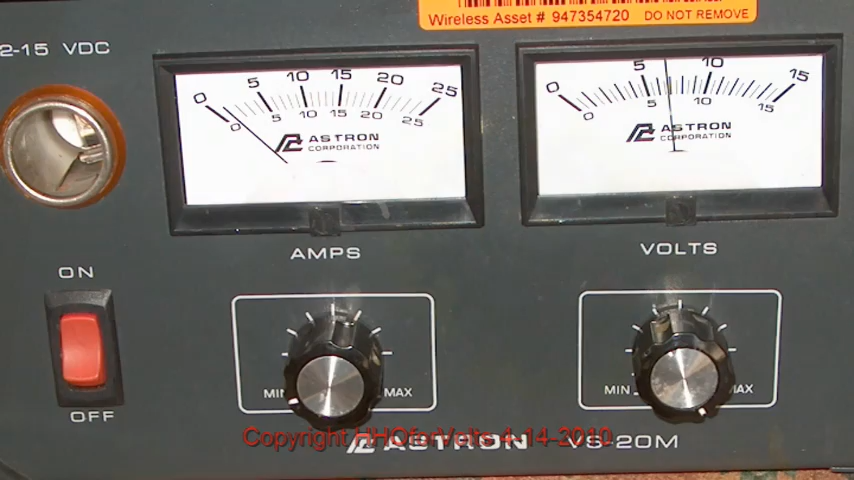 Wireless Asset # 947354720 DO NOT REMOVE
2-15 VDC
0 5 10 15 20 25
0 5 10 15 20 25
ASTRON
CORPORATION
AMPS
0 5 10 15
0 5 10 15
ASTRON
CORPORATION
VOLTS
ON
OFF
MIN MAX
MIN MAX
Copyright HHOforVolts 4-14-2010
ASTRON VS-20M